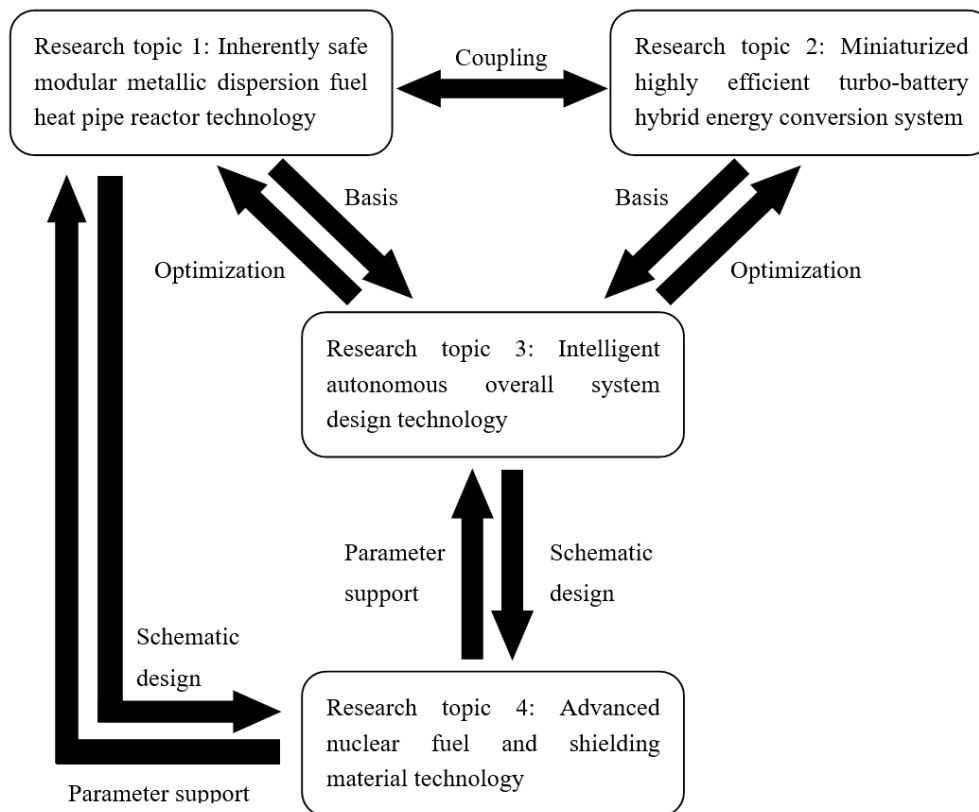 Research topic 1: Inherently safe
modular metallic dispersion fuel
heat pipe reactor technology
Coupling
Research topic 2: Miniaturized
highly efficient turbo-battery
hybrid energy conversion system
Basis
Optimization
Basis
Optimization
Research topic 3: Intelligent
autonomous overall system
design technology
Parameter
support
Schematic
design
Schematic
design
Research topic 4: Advanced
nuclear fuel and shielding
material technology
Parameter support